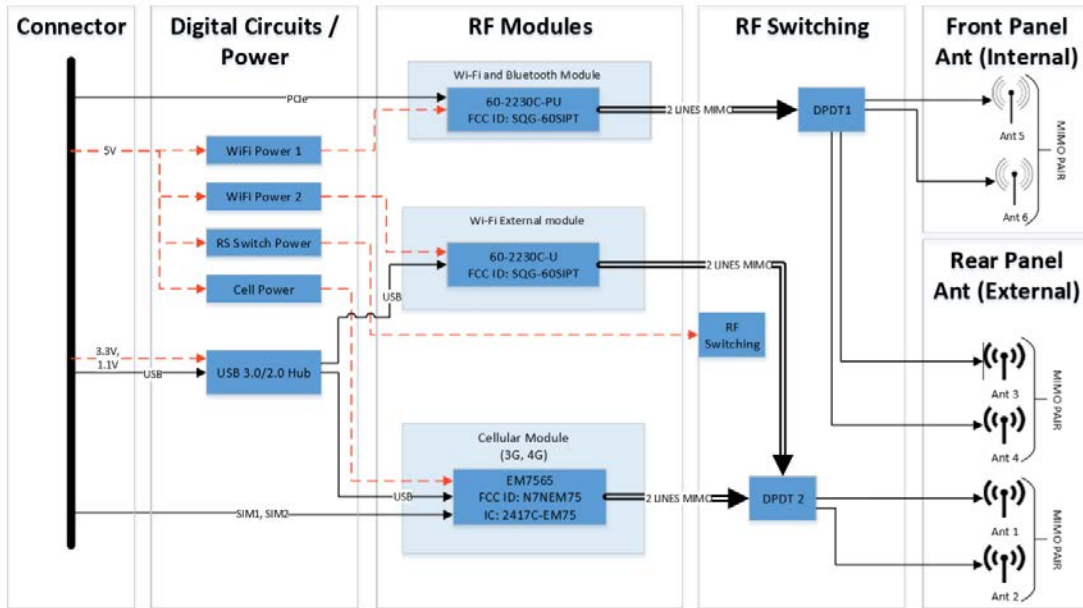 Connector
Digital Circuits /
Power
RF Modules
RF Switching
Front Panel
Ant (Internal)
Wi-Fi and Bluetooth Module
60-2230C-PU
FCC ID: SQG-60SIPT
PCIe
2 LINES MIMO
DPDT1
Ant 5
Ant 6
MIMO PAIR
5V
WiFi Power 1
WiFi Power 2
RS Switch Power
Cell Power
Wi-Fi External module
60-2230C-U
FCC ID: SQG-60SIPT
USB
2 LINES MIMO
Rear Panel
Ant (External)
RF
Switching
3.3V,
1.1V
USB
USB 3.0/2.0 Hub
Ant 3
Ant 4
MIMO PAIR
Cellular Module
(3G, 4G)
EM7565
FCC ID: N7NEM75
IC: 2417C-EM75
USB
SIM1, SIM2
2 LINES MIMO
DPDT 2
Ant 1
Ant 2
MIMO PAIR